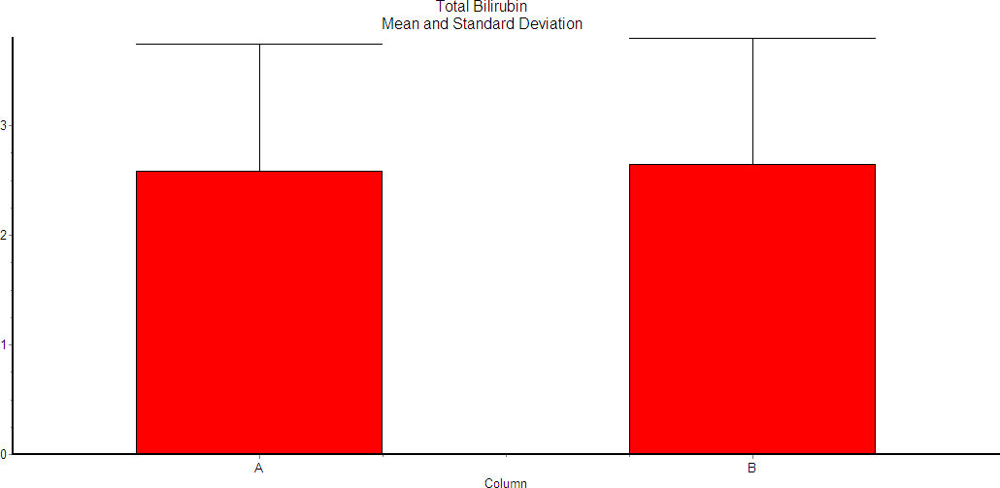 Total Bilirubin
Mean and Standard Deviation
3
2
1
0
A B
Column